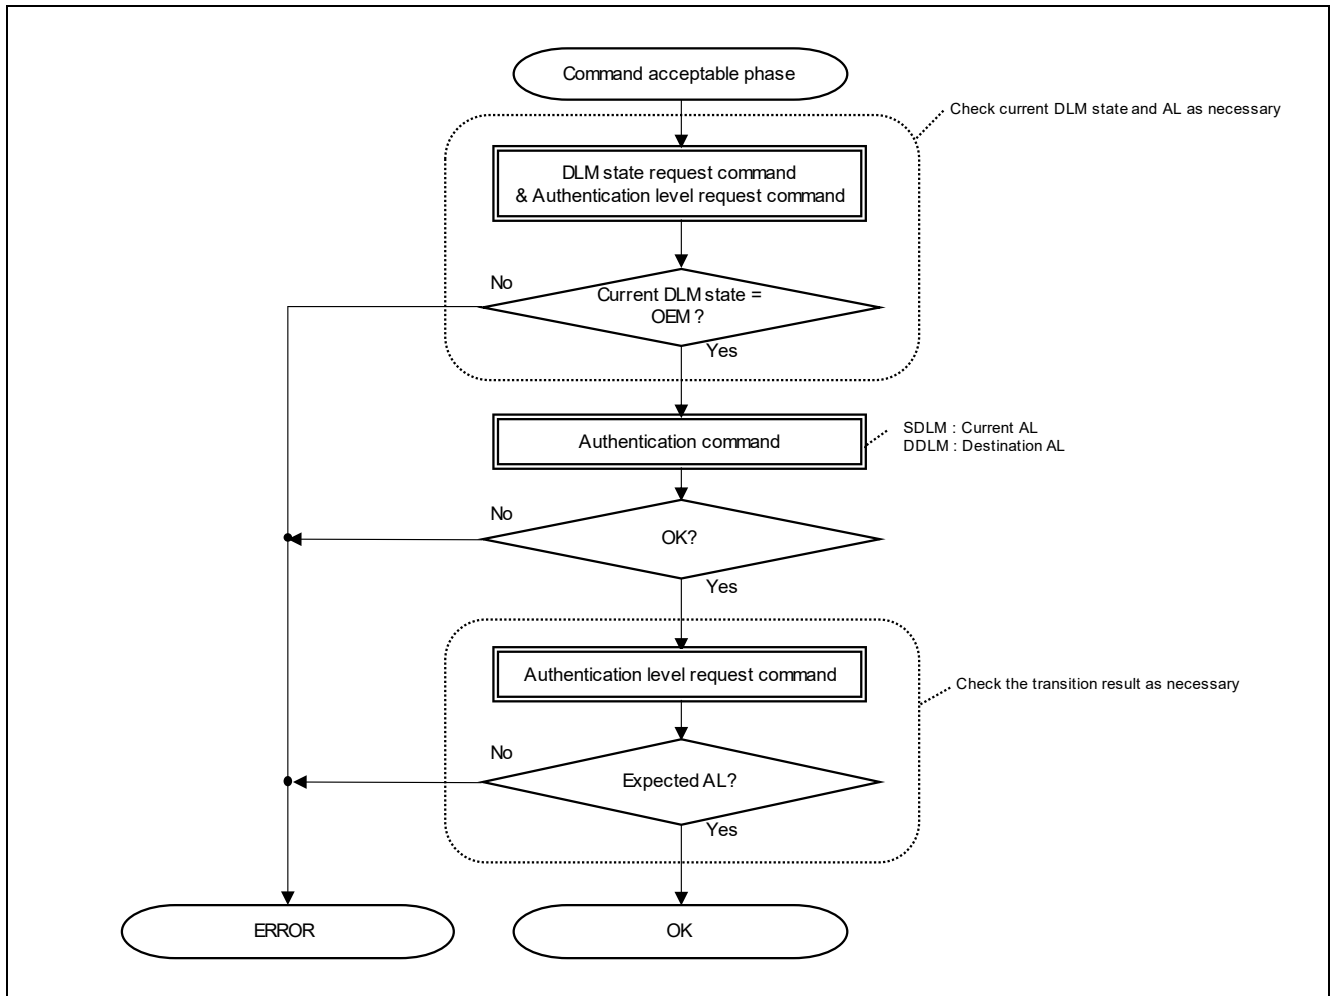 Command acceptable phase
Check current DLM state and AL as necessary
DLM state request command
& Authentication level request command
No
Current DLM state =
OEM ?
Yes
Authentication command
SDLM : Current AL
DDLM : Destination AL
No
OK?
Yes
Authentication level request command
Check the transition result as necessary
No
Expected AL?
Yes
ERROR
OK